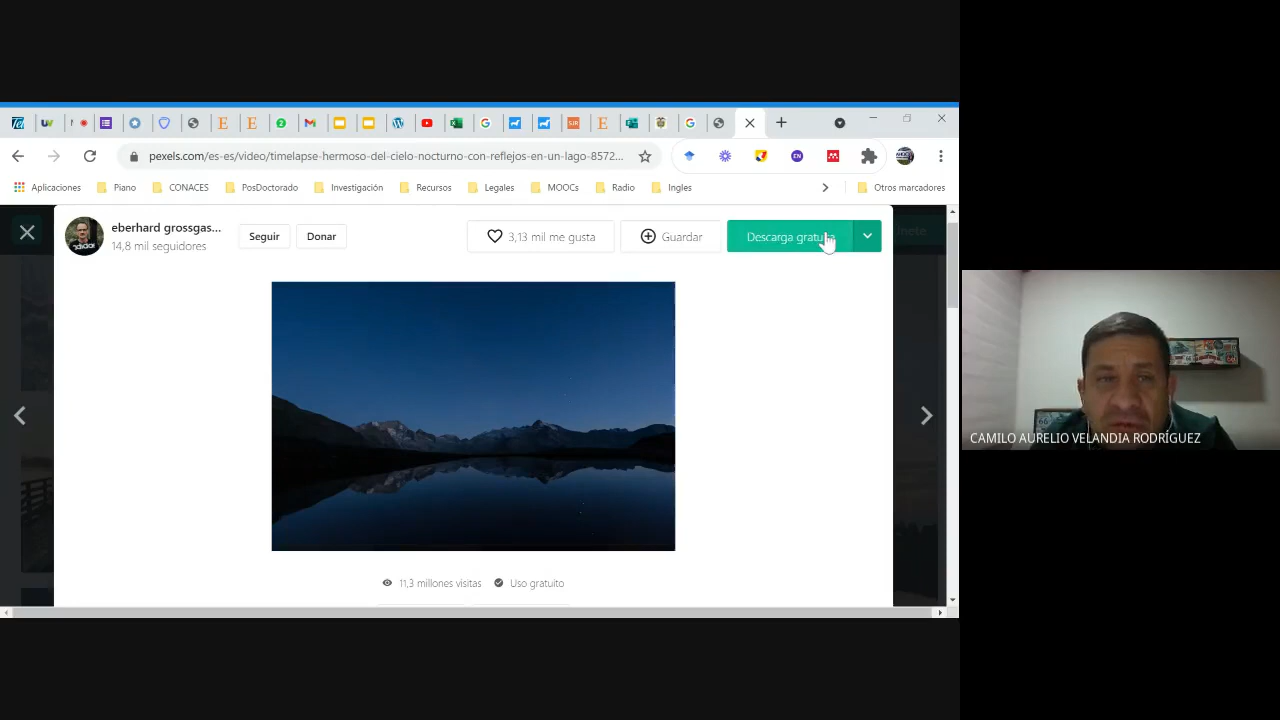 pexels.com/es-es/video/timelapse-hermoso-del-cielo-nocturno-con-reflejos-en-un-lago-8572...
Aplicaciones Piano CONACES PosDoctorado Investigación Recursos Legales MOOCs Radio Ingles Otros marcadores
eberhard grossgas...
14,8 mil seguidores
Seguir Donar 3,13 mil me gusta Guardar Descarga gratuita
11,3 millones visitas Uso gratuito
CAMILO AURELIO VELANDIA RODRÍGUEZ